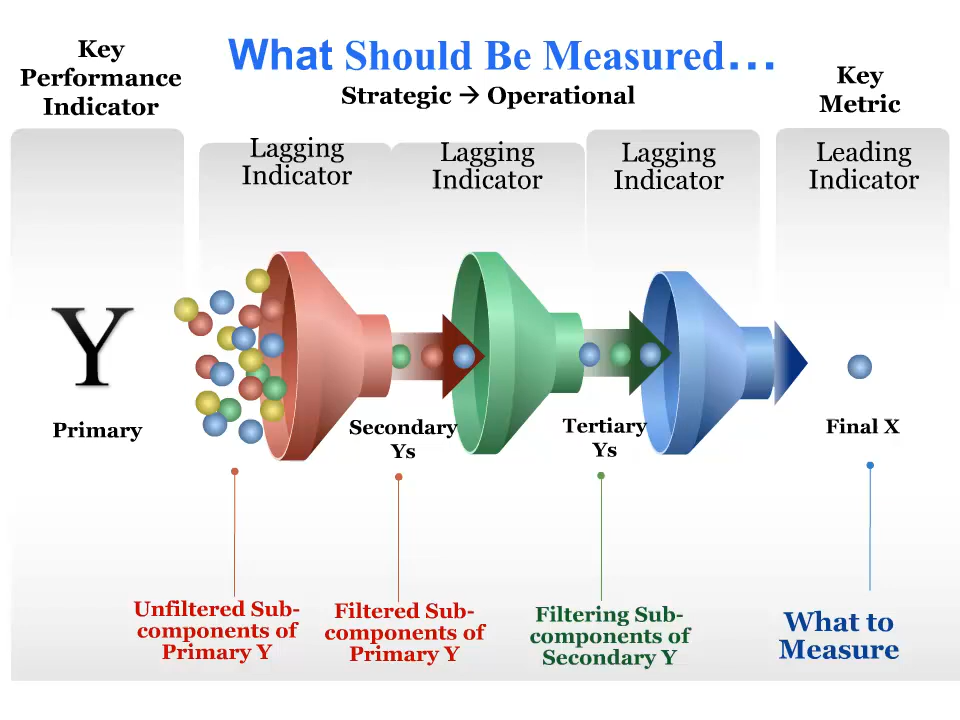 Key
Performance
Indicator
What Should Be Measured...
Strategic → Operational
Key
Metric
Lagging
Indicator
Lagging
Indicator
Lagging
Indicator
Leading
Indicator
Y
Primary
Secondary
Ys
Tertiary
Ys
Final X
Unfiltered Sub-
components of
Primary Y
Filtered Sub-
components of
Primary Y
Filtering Sub-
components of
Secondary Y
What to
Measure